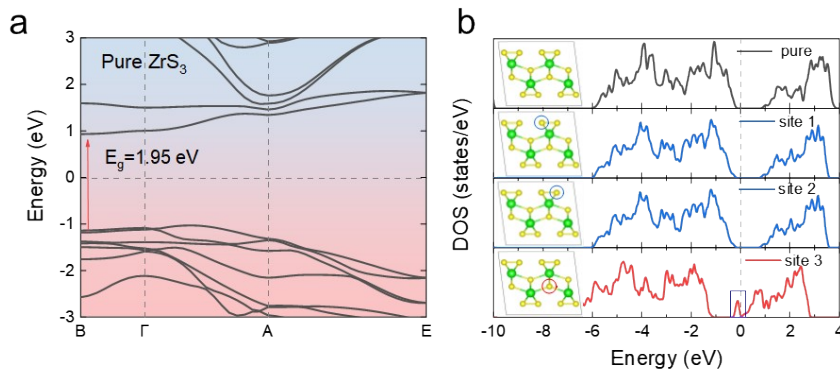 a
Pure ZrS3
Eg=1.95 eV
Energy (eV)
3
2
1
0
-1
-2
-3
B
Γ
A
E
b
pure
site 1
site 2
site 3
DOS (states/eV)
-10
-8
-6
-4
-2
0
2
4
Energy (eV)